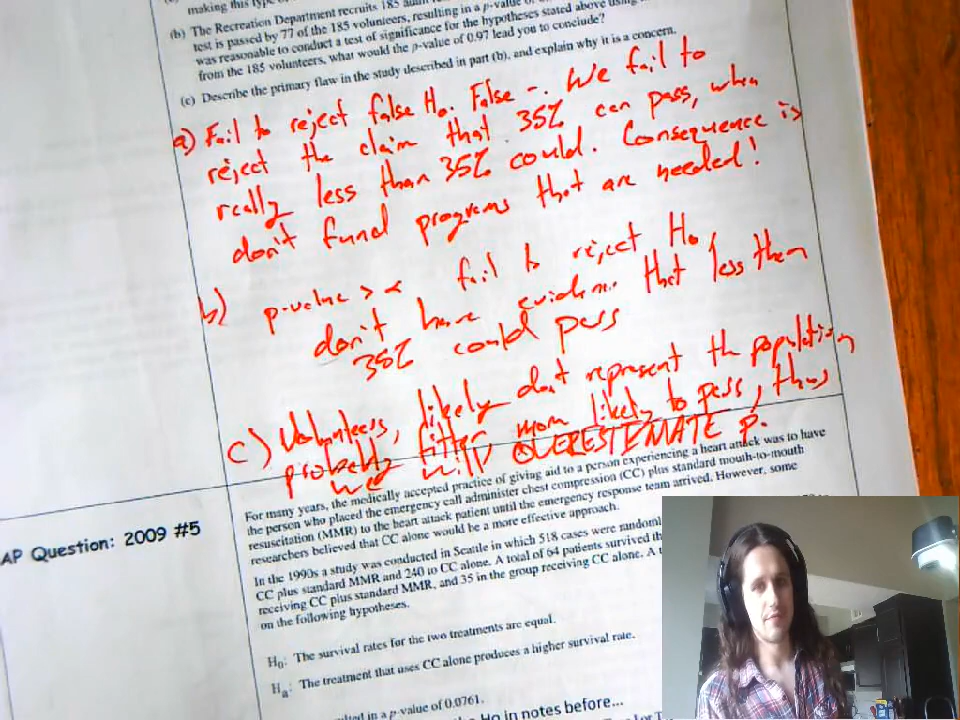 making this type of
(b) The Recreation Department recruits 185 adult
test is passed by 77 of the 185 volunteers, resulting in a p-value of
was reasonable to conduct a test of significance for the hypotheses stated above using
from the 185 volunteers, what would the p-value of 0.97 lead you to conclude?
(c) Describe the primary flaw in the study described in part (b), and explain why it is a concern.
a) Fail to reject false H₀. False -. We fail to
reject the claim that 35% can pass, when
really less than 35% could. Consequence is
don't fund programs that are needed!
b) p-value > α fail to reject H₀,
don't have evidence that less then
35% could pass
c) Volunteers, likely don't represent the population
probably fitter, more likely to pass, thus
we will OVERESTIMATE p.
AP Question: 2009 #5
For many years, the medically accepted practice of giving aid to a person experiencing a heart attack was to have
the person who placed the emergency call administer chest compression (CC) plus standard mouth-to-mouth
resuscitation (MMR) to the heart attack patient until the emergency response team arrived. However, some
researchers believed that CC alone would be a more effective approach.
In the 1990s a study was conducted in Seattle in which 518 cases were randomly
CC plus standard MMR and 240 to CC alone. A total of 64 patients survived the
receiving CC plus standard MMR, and 35 in the group receiving CC alone. A
on the following hypotheses.
H₀: The survival rates for the two treatments are equal.
Hₐ: The treatment that uses CC alone produces a higher survival rate.
in a p-value of 0.0761.
Ho in notes before...